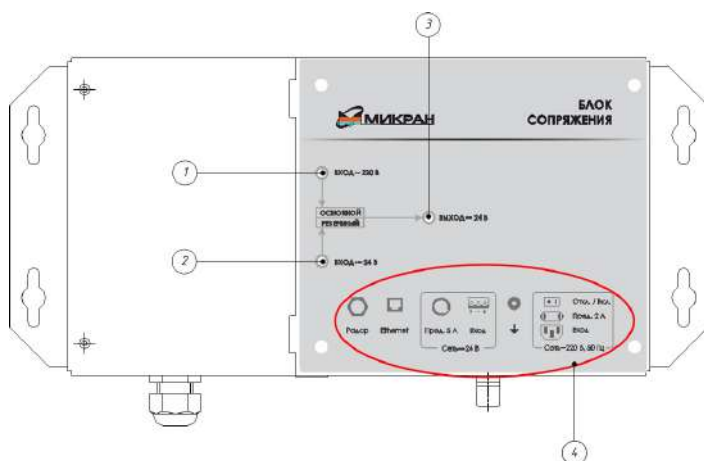 3
МИКРАН
БЛОК
СОПРЯЖЕНИЯ
1
ВХОД ~ 220 В
ОСНОВНОЙ
РЕЗЕРВНЫЙ
ВЫХОД = 24 В
2
ВХОД = 24 В
Откл. / Вкл.
Пред. 2 А
Радар
Ethernet
Пред. 5 А
Вход
Вход
Сеть = 24 В
Сеть ~ 220 В, 50 Гц
4